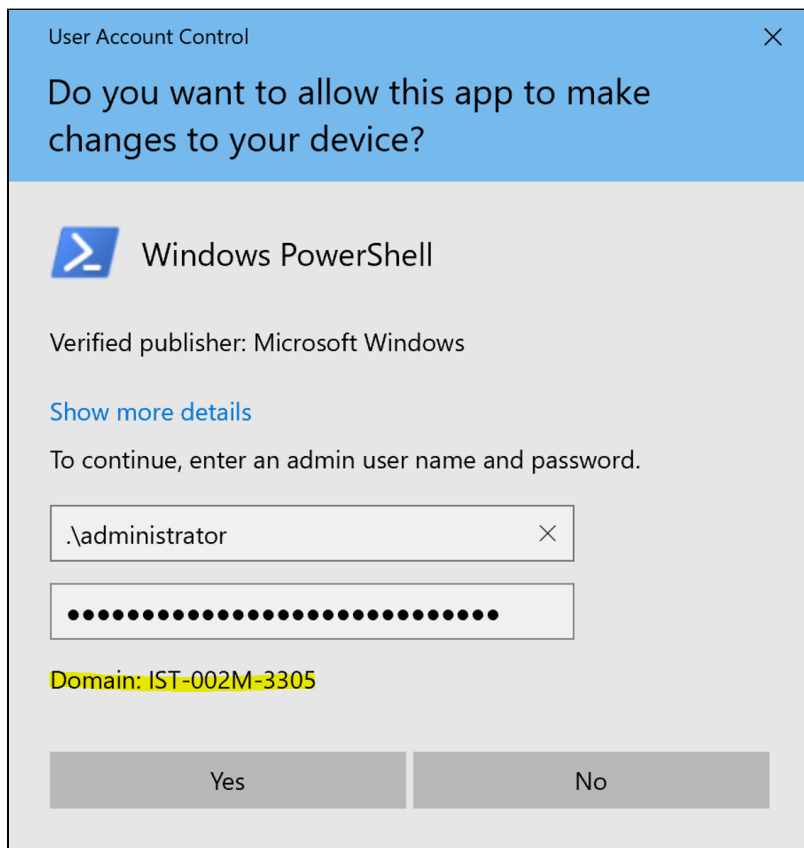 User Account Control
Do you want to allow this app to make
changes to your device?
Windows PowerShell
Verified publisher: Microsoft Windows
Show more details
To continue, enter an admin user name and password.
.\administrator
●●●●●●●●●●●●●●●●●●●●●●●●●●●●●
Domain: IST-002M-3305
Yes
No